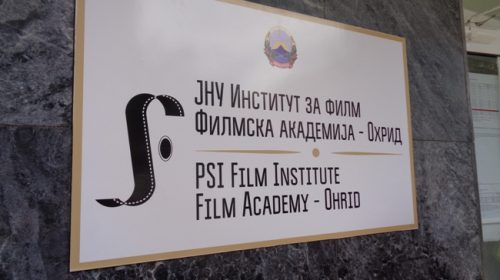 ЈНУ Институт за филм
Филмска академија - Охрид
PSI Film Institute
Film Academy - Ohrid